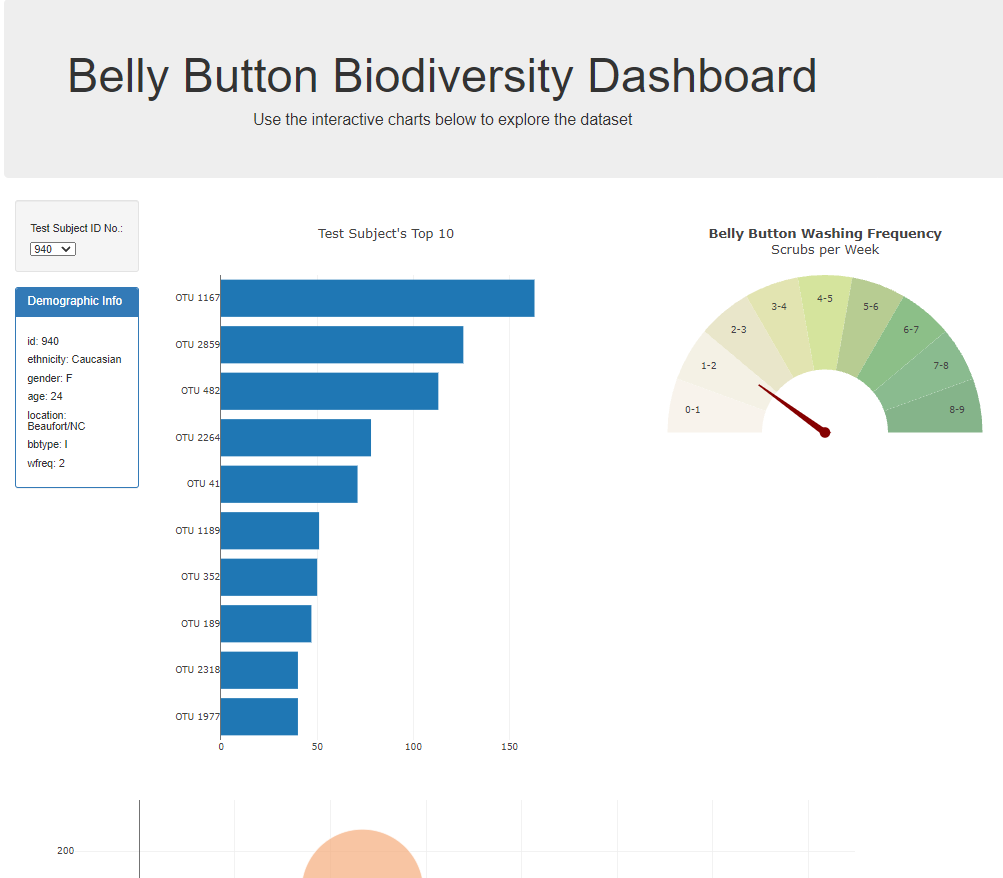 Belly Button Biodiversity Dashboard
Use the interactive charts below to explore the dataset
Test Subject ID No.:
940
Demographic Info
id: 940
ethnicity: Caucasian
gender: F
age: 24
location:
Beaufort/NC
bbtype: I
wfreq: 2
Test Subject's Top 10
OTU 1167
OTU 2859
OTU 482
OTU 2264
OTU 41
OTU 1189
OTU 352
OTU 189
OTU 2318
OTU 1977
0
50
100
150
Belly Button Washing Frequency
Scrubs per Week
0-1
1-2
2-3
3-4
4-5
5-6
6-7
7-8
8-9
200